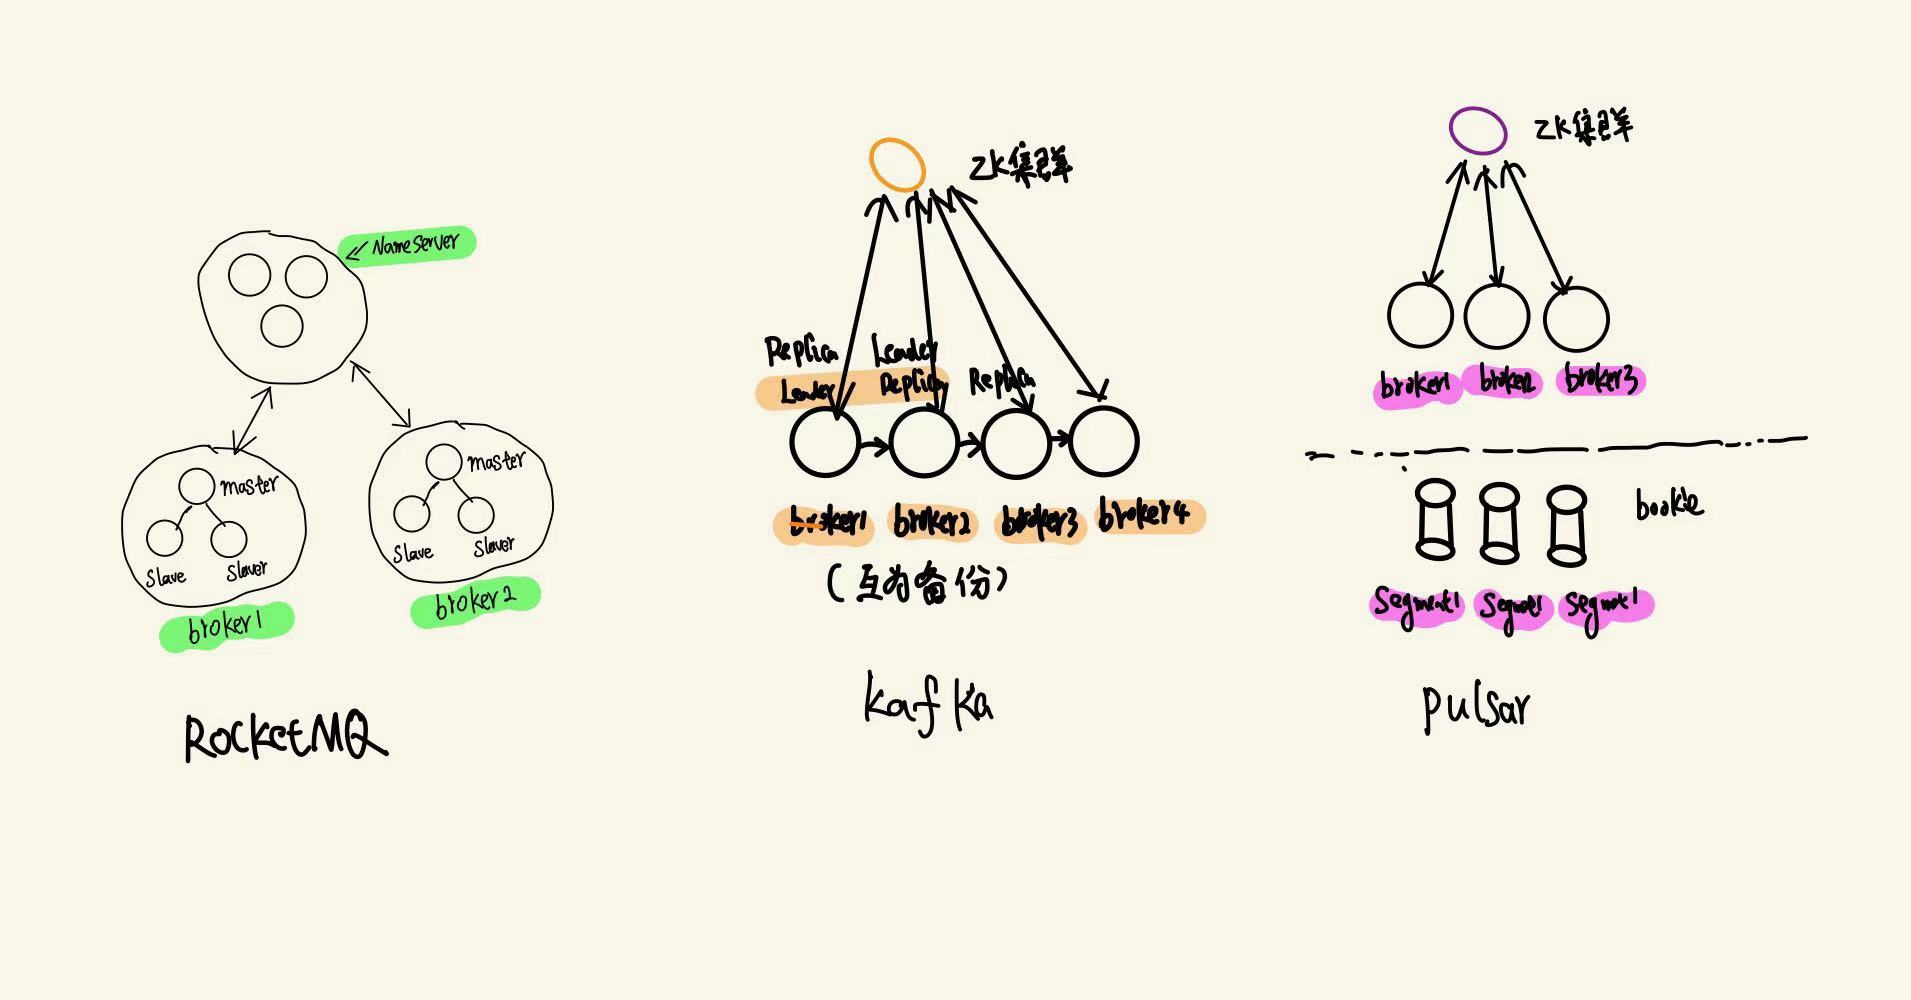 NameServer
master
Slave
Slaver
broker1
master
Slave
Slaver
broker2
RocketMQ
ZK集群
Replica
Leader
Leader
Replica
Replica
broker1
broker2
broker3
broker4
(互为备份)
kafka
ZK集群
broker1
broker2
broker3
bookie
Segment1
Segmet1
Segmet1
pulsar